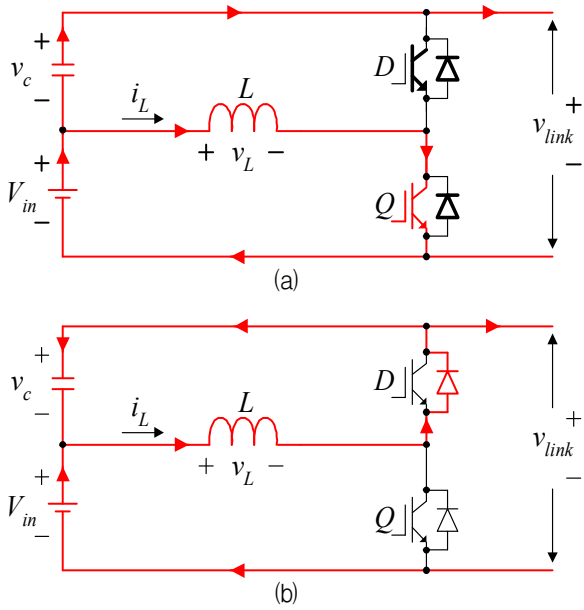 +
v_c
−
i_L
L
+ v_L −
+
V_in
−
D
Q
+
v_link
−
(a)
+
v_c
−
i_L
L
+ v_L −
+
V_in
−
D
Q
+
v_link
−
(b)